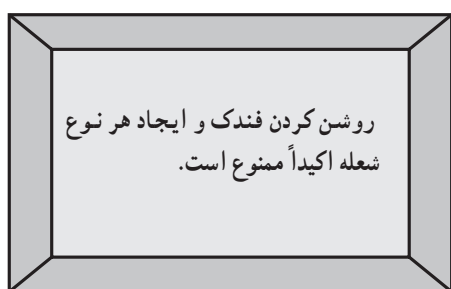 روشن کردن فندک و ایجاد هر نوع
شعله اکیداً ممنوع است.